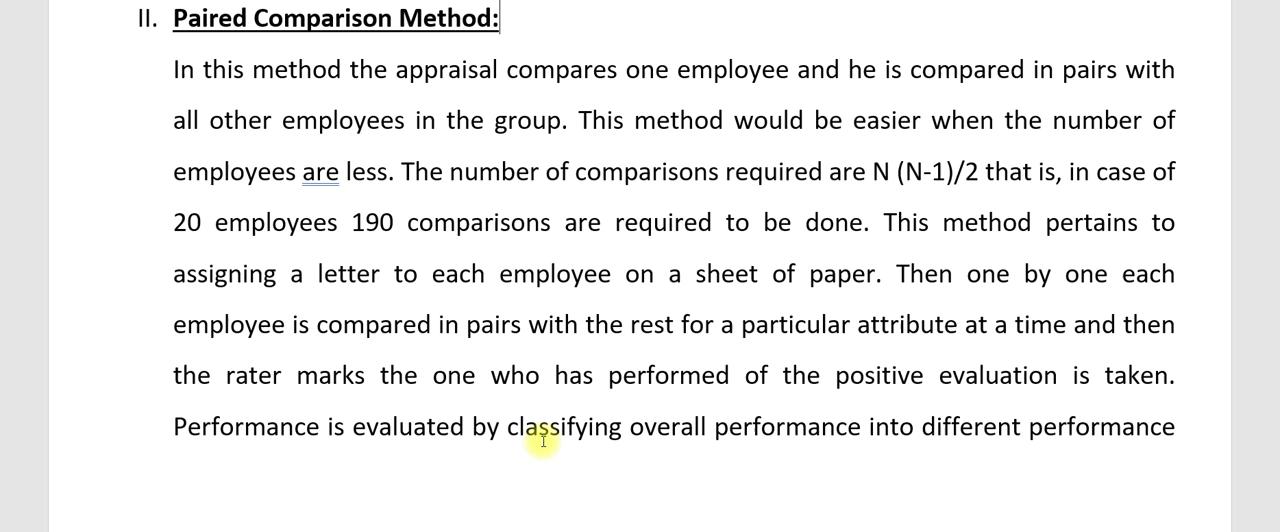 II. Paired Comparison Method:
In this method the appraisal compares one employee and he is compared in pairs with
all other employees in the group. This method would be easier when the number of
employees are less. The number of comparisons required are N (N-1)/2 that is, in case of
20 employees 190 comparisons are required to be done. This method pertains to
assigning a letter to each employee on a sheet of paper. Then one by one each
employee is compared in pairs with the rest for a particular attribute at a time and then
the rater marks the one who has performed of the positive evaluation is taken.
Performance is evaluated by classifying overall performance into different performance